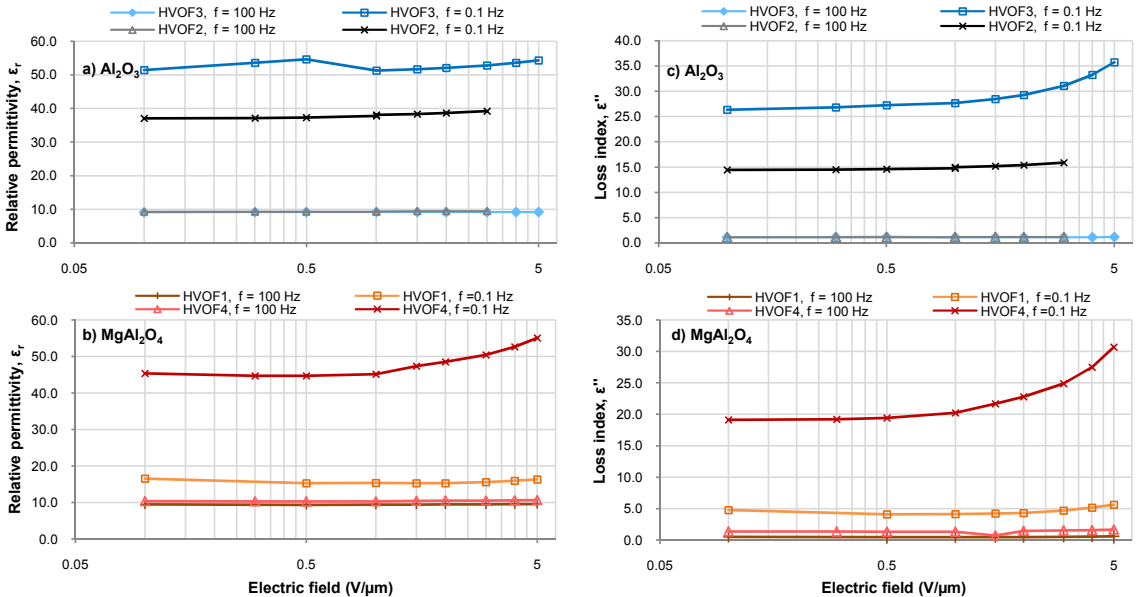 HVOF3, f = 100 Hz
HVOF3, f = 0.1 Hz
HVOF2, f = 100 Hz
HVOF2, f = 0.1 Hz
60.0
50.0
40.0
30.0
20.0
10.0
0.0
Relative permittivity, εr
a) Al2O3
0.05
0.5
5
HVOF3, f = 100 Hz
HVOF3, f = 0.1 Hz
HVOF2, f = 100 Hz
HVOF2, f = 0.1 Hz
40.0
35.0
30.0
25.0
20.0
15.0
10.0
5.0
0.0
Loss index, ε"
c) Al2O3
0.05
0.5
5
HVOF1, f = 100 Hz
HVOF1, f =0.1 Hz
HVOF4, f = 100 Hz
HVOF4, f =0.1 Hz
60.0
50.0
40.0
30.0
20.0
10.0
0.0
Relative permittivity, εr
b) MgAl2O4
0.05
0.5
5
Electric field (V/µm)
HVOF1, f = 100 Hz
HVOF1, f =0.1 Hz
HVOF4, f = 100 Hz
HVOF4, f =0.1 Hz
35.0
30.0
25.0
20.0
15.0
10.0
5.0
0.0
Loss index, ε"
d) MgAl2O4
0.05
0.5
5
Electric field (V/µm)